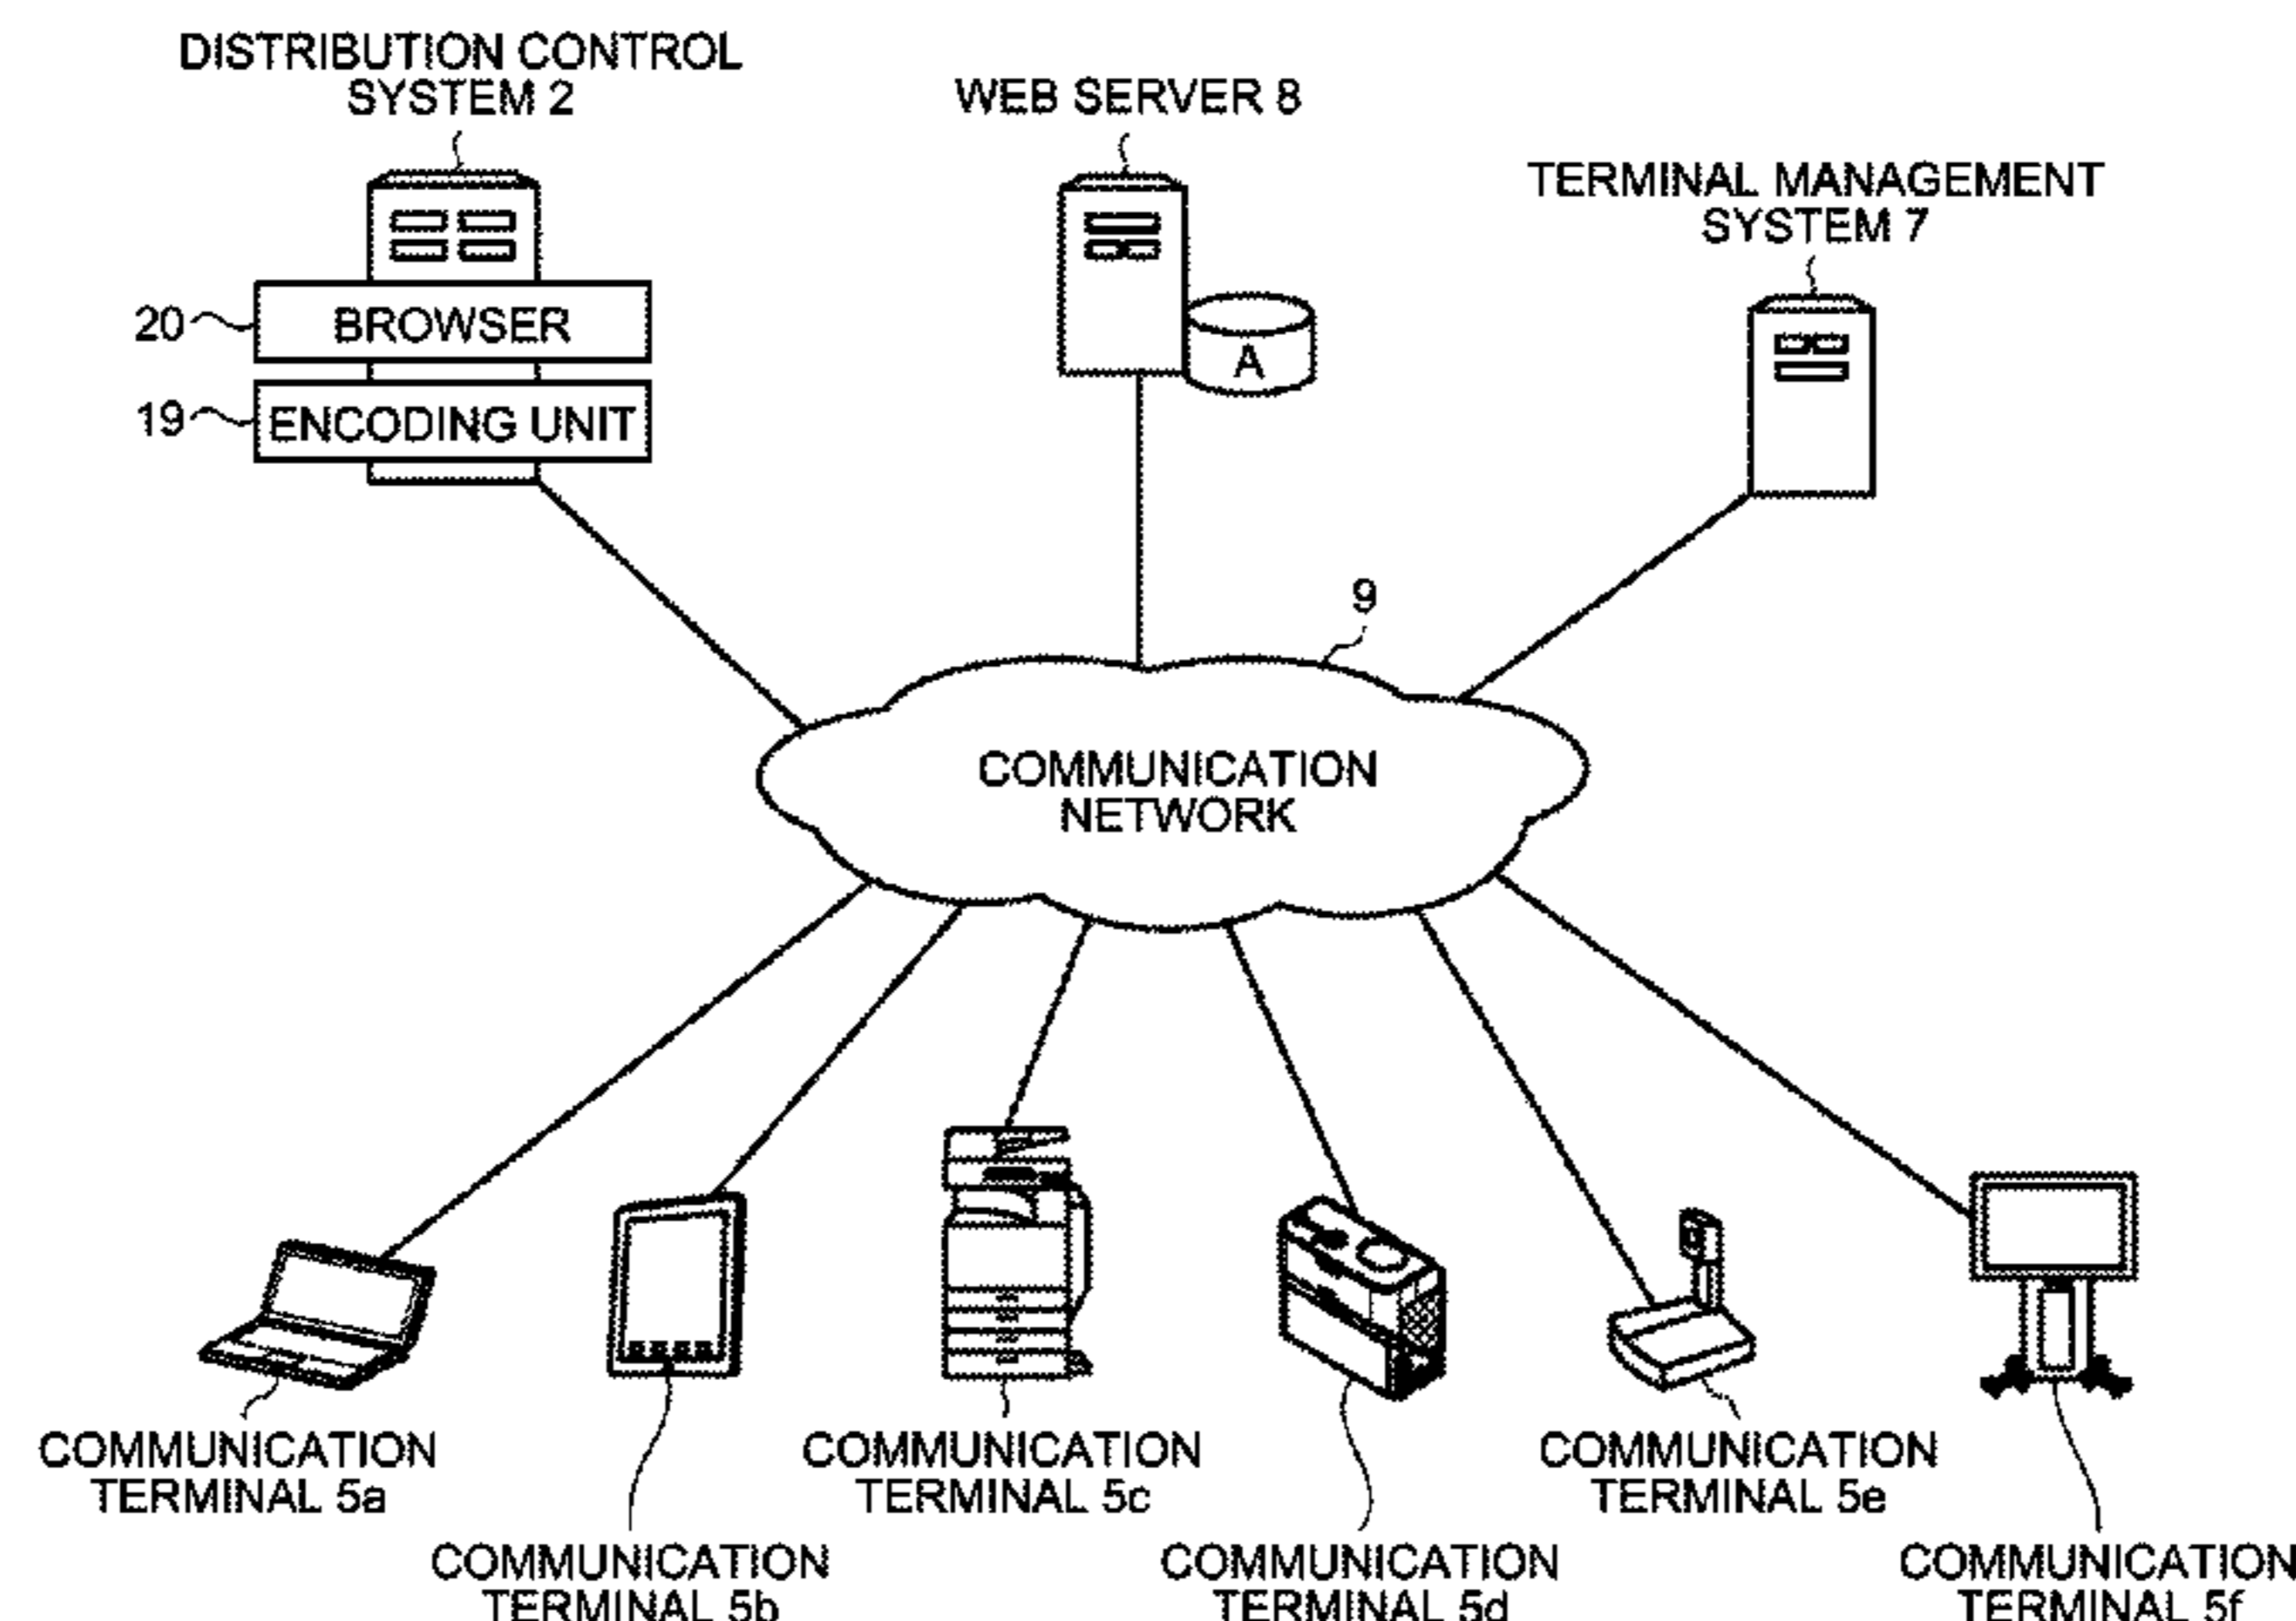 DISTRIBUTION CONTROL
SYSTEM 2
WEB SERVER 8
TERMINAL MANAGEMENT
SYSTEM 7
20
BROWSER
A
19
ENCODING UNIT
9
COMMUNICATION
NETWORK
COMMUNICATION
TERMINAL 5a
COMMUNICATION
TERMINAL 5b
COMMUNICATION
TERMINAL 5c
COMMUNICATION
TERMINAL 5d
COMMUNICATION
TERMINAL 5e
COMMUNICATION
TERMINAL 5f